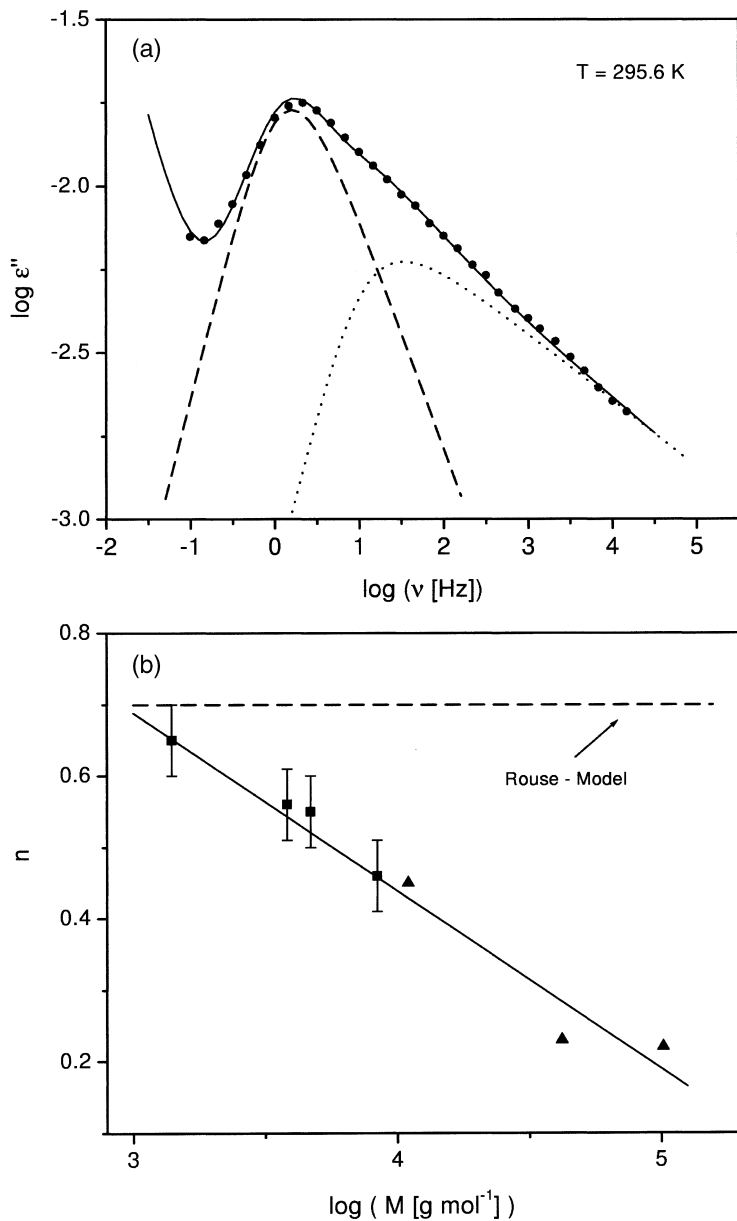 (a)
T = 295.6 K
-1.5
-2.0
-2.5
-3.0
log ε''
-2 -1 0 1 2 3 4 5
log (ν [Hz])
(b)
0.8
0.6
0.4
0.2
n
Rouse - Model
3 4 5
log ( M [g mol⁻¹] )